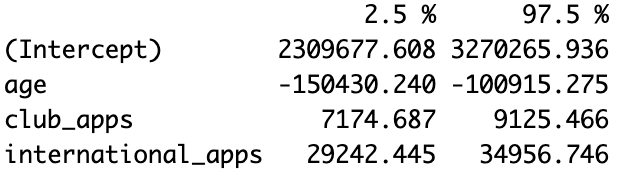 2.5 % 97.5 %
(Intercept) 2309677.608 3270265.936
age -150430.240 -100915.275
club_apps 7174.687 9125.466
international_apps 29242.445 34956.746